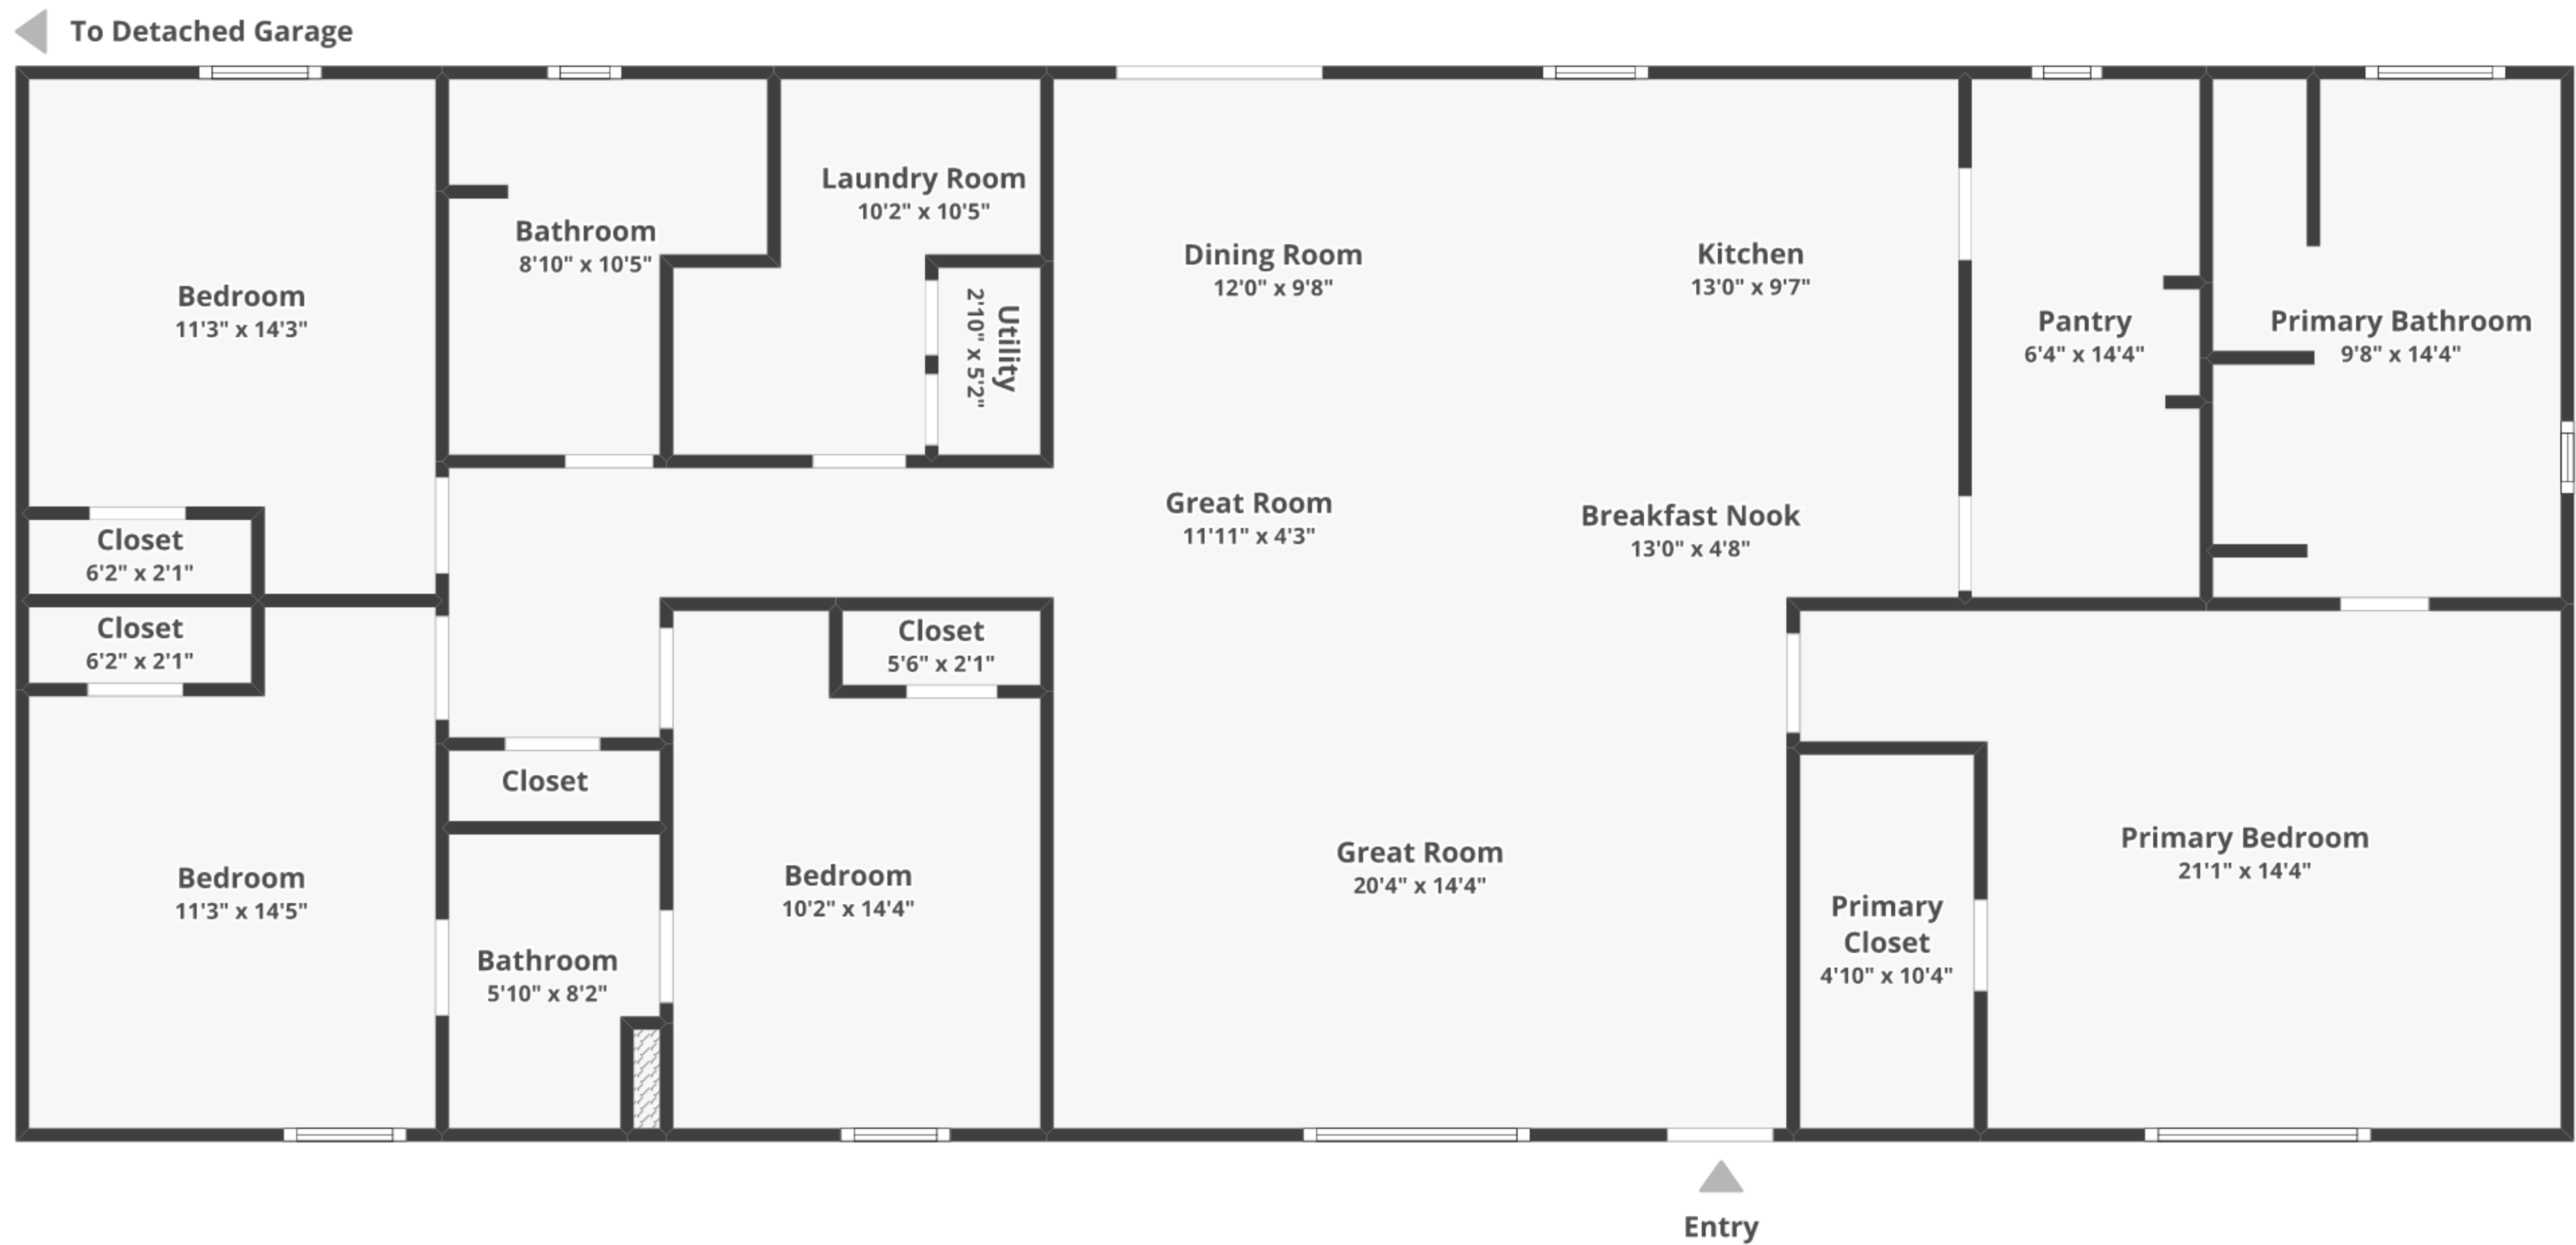 To Detached Garage
Bedroom
11'3" x 14'3"
Bathroom
8'10" x 10'5"
Laundry Room
10'2" x 10'5"
Utility
2'10" x 5'2"
Dining Room
12'0" x 9'8"
Kitchen
13'0" x 9'7"
Pantry
6'4" x 14'4"
Primary Bathroom
9'8" x 14'4"
Closet
6'2" x 2'1"
Closet
6'2" x 2'1"
Great Room
11'11" x 4'3"
Breakfast Nook
13'0" x 4'8"
Closet
5'6" x 2'1"
Closet
Bedroom
11'3" x 14'5"
Bathroom
5'10" x 8'2"
Bedroom
10'2" x 14'4"
Great Room
20'4" x 14'4"
Primary
Closet
4'10" x 10'4"
Primary Bedroom
21'1" x 14'4"
Entry